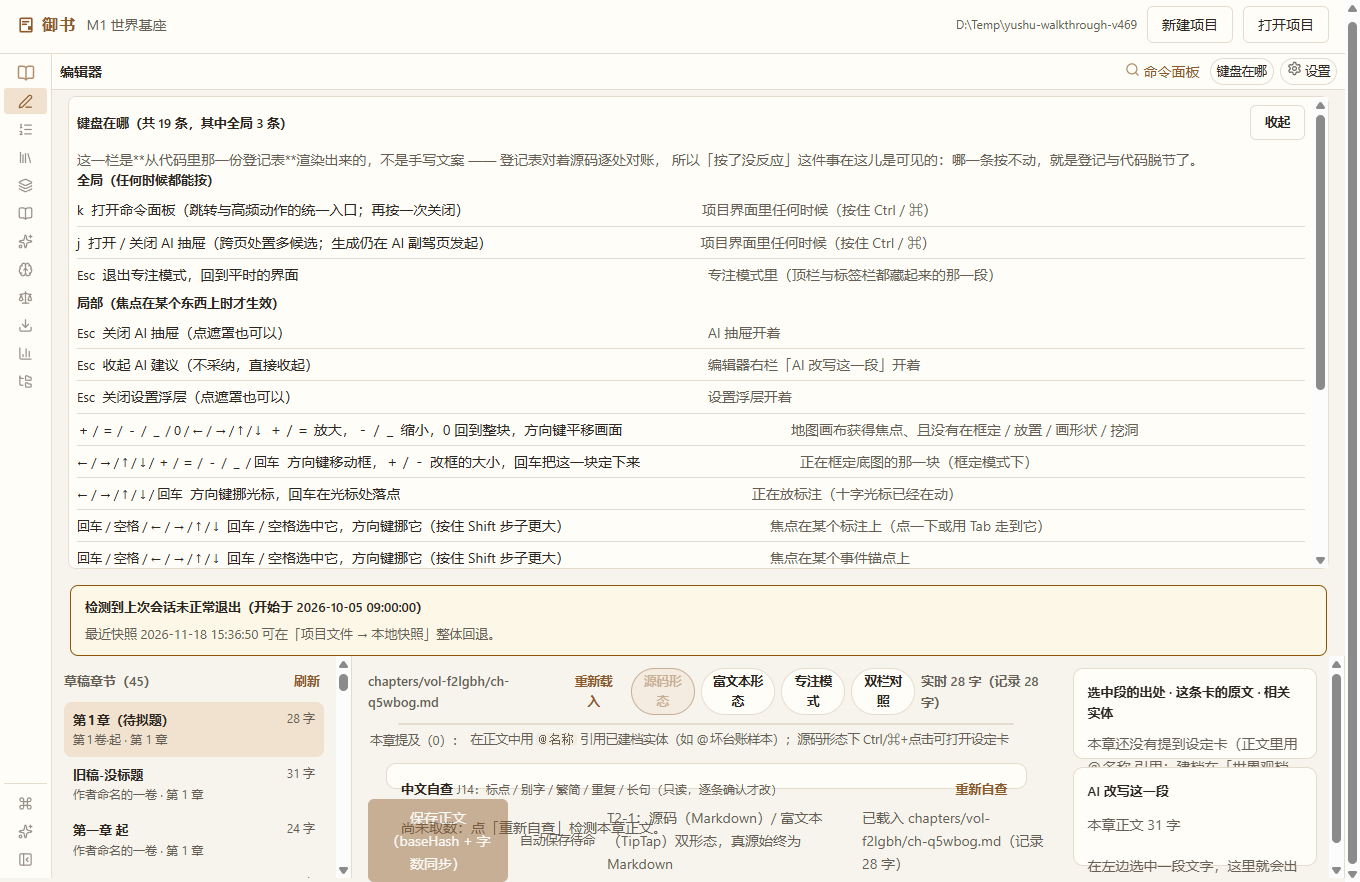 御书 M1 世界基座
D:\Temp\yushu-walkthrough-v469
新建项目
打开项目
编辑器
命令面板
键盘在哪
设置
键盘在哪（共 19 条，其中全局 3 条）
收起
这一栏是**从代码里那一份登记表**渲染出来的，不是手写文案 —— 登记表对着源码逐处对账， 所以「按了没反应」这件事在这儿是可见的：哪一条按不动，就是登记与代码脱节了。
全局（任何时候都能按）
k 打开命令面板（跳转与高频动作的统一入口；再按一次关闭） 项目界面里任何时候（按住 Ctrl / ⌘）
j 打开 / 关闭 AI 抽屉（跨页处置多候选；生成仍在 AI 副驾页发起） 项目界面里任何时候（按住 Ctrl / ⌘）
Esc 退出专注模式，回到平时的界面 专注模式里（顶栏与标签栏都藏起来的那一段）
局部（焦点在某个东西上时才生效）
Esc 关闭 AI 抽屉（点遮罩也可以） AI 抽屉开着
Esc 收起 AI 建议（不采纳，直接收起） 编辑器右栏「AI 改写这一段」开着
Esc 关闭设置浮层（点遮罩也可以） 设置浮层开着
+ / = / - / _ / 0 / ← / → / ↑ / ↓ + / = 放大， - / _ 缩小，0 回到整块，方向键平移画面 地图画布获得焦点、且没有在框定 / 放置 / 画形状 / 挖洞
← / → / ↑ / ↓ / + / = / - / _ / 回车 方向键移动框， + / - 改框的大小，回车把这一块定下来 正在框定底图的那一块（框定模式下）
← / → / ↑ / ↓ / 回车 方向键挪光标，回车在光标处落点 正在放标注（十字光标已经在动）
回车 / 空格 / ← / → / ↑ / ↓ 回车 / 空格选中它，方向键挪它（按住 Shift 步子更大） 焦点在某个标注上（点一下或用 Tab 走到它）
回车 / 空格 / ← / → / ↑ / ↓ 回车 / 空格选中它，方向键挪它（按住 Shift 步子更大） 焦点在某个事件锚点上
检测到上次会话未正常退出（开始于 2026-10-05 09:00:00）
最近快照 2026-11-18 15:36:50 可在「项目文件 → 本地快照」整体回退。
草稿章节（45）
刷新
第 1 章（待拟题） 28 字
第 1 卷·起 · 第 1 章
旧稿-没标题 31 字
作者命名的一卷 · 第 1 章
第一章 起 24 字
作者命名的一卷 · 第 1 章
chapters/vol-f2lgbh/ch-
q5wbog.md
重新载
入
源码形
态
富文本形
态
专注模
式
双栏对
照
实时 28 字（记录 28
字）
本章提及（0）： 在正文中用 @名称 引用已建档实体（如 @坏台账样本）；源码形态下 Ctrl/⌘+点击可打开设定卡
中文自查 J14：标点 / 别字 / 繁简 / 重复 / 长句（只读，逐条确认才改）
重新自查
尚未取数：点「重新自查」检测本章正文。
保存正文
（baseHash + 字
数同步）
自动保存待命
T2-1：源码（Markdown）/ 富文本
（TipTap）双形态，真源始终为
Markdown
已载入 chapters/vol-
f2lgbh/ch-q5wbog.md（记录
28 字）
选中段的出处 · 这条卡的原文 · 相关
实体
本章还没有提到设定卡（正文里用
AI 改写这一段
本章正文 31 字
在左边选中一段文字，这里就会出